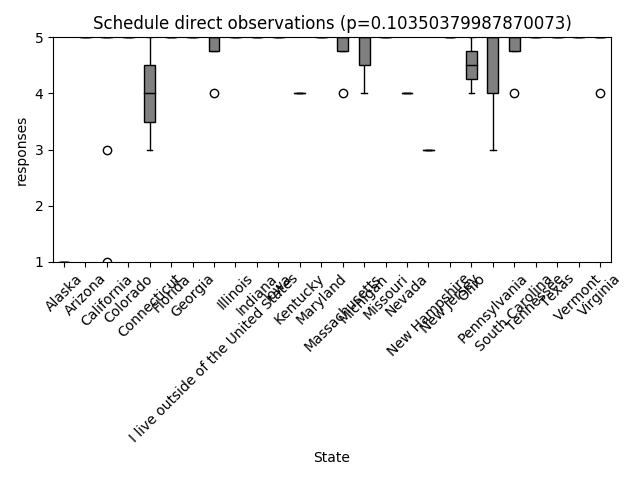 Schedule direct observations (p=0.10350379987870073)
responses
5
4
3
2
1
Alaska
Arizona
California
Colorado
Connecticut
Florida
Georgia
I live outside of the United States
Illinois
Indiana
Iowa
Kentucky
Maryland
Massachusetts
Michigan
Missouri
Nevada
New Hampshire
New Jersey
Ohio
Pennsylvania
South Carolina
Tennesse
Texas
Vermont
Virginia
State